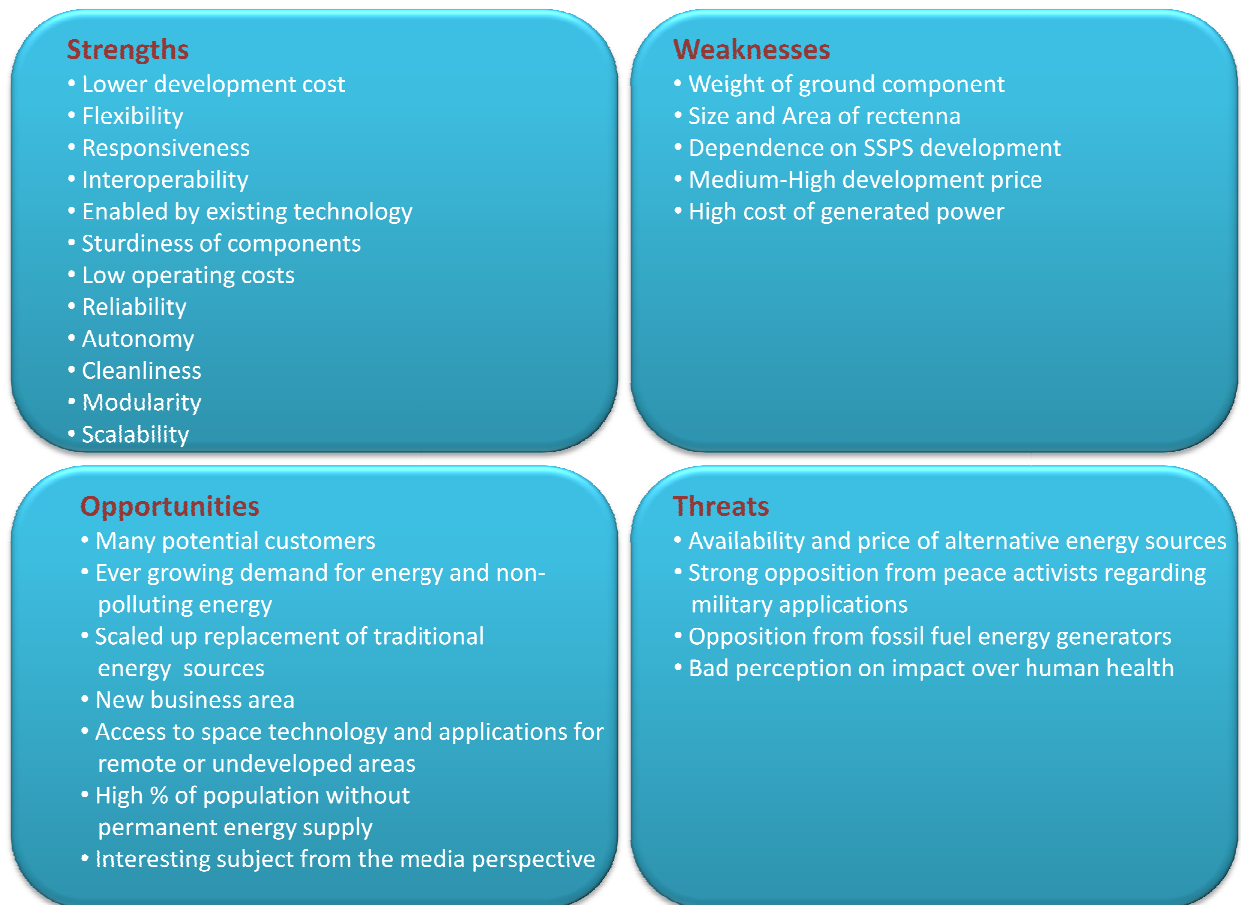 Strengths
• Lower development cost
• Flexibility
• Responsiveness
• Interoperability
• Enabled by existing technology
• Sturdiness of components
• Low operating costs
• Reliability
• Autonomy
• Cleanliness
• Modularity
• Scalability
Weaknesses
• Weight of ground component
• Size and Area of rectenna
• Dependence on SSPS development
• Medium-High development price
• High cost of generated power
Opportunities
• Many potential customers
• Ever growing demand for energy and non-
polluting energy
• Scaled up replacement of traditional
energy  sources
• New business area
• Access to space technology and applications for
remote or undeveloped areas
• High % of population without
permanent energy supply
• Interesting subject from the media perspective
Threats
• Availability and price of alternative energy sources
• Strong opposition from peace activists regarding
military applications
• Opposition from fossil fuel energy generators
• Bad perception on impact over human health